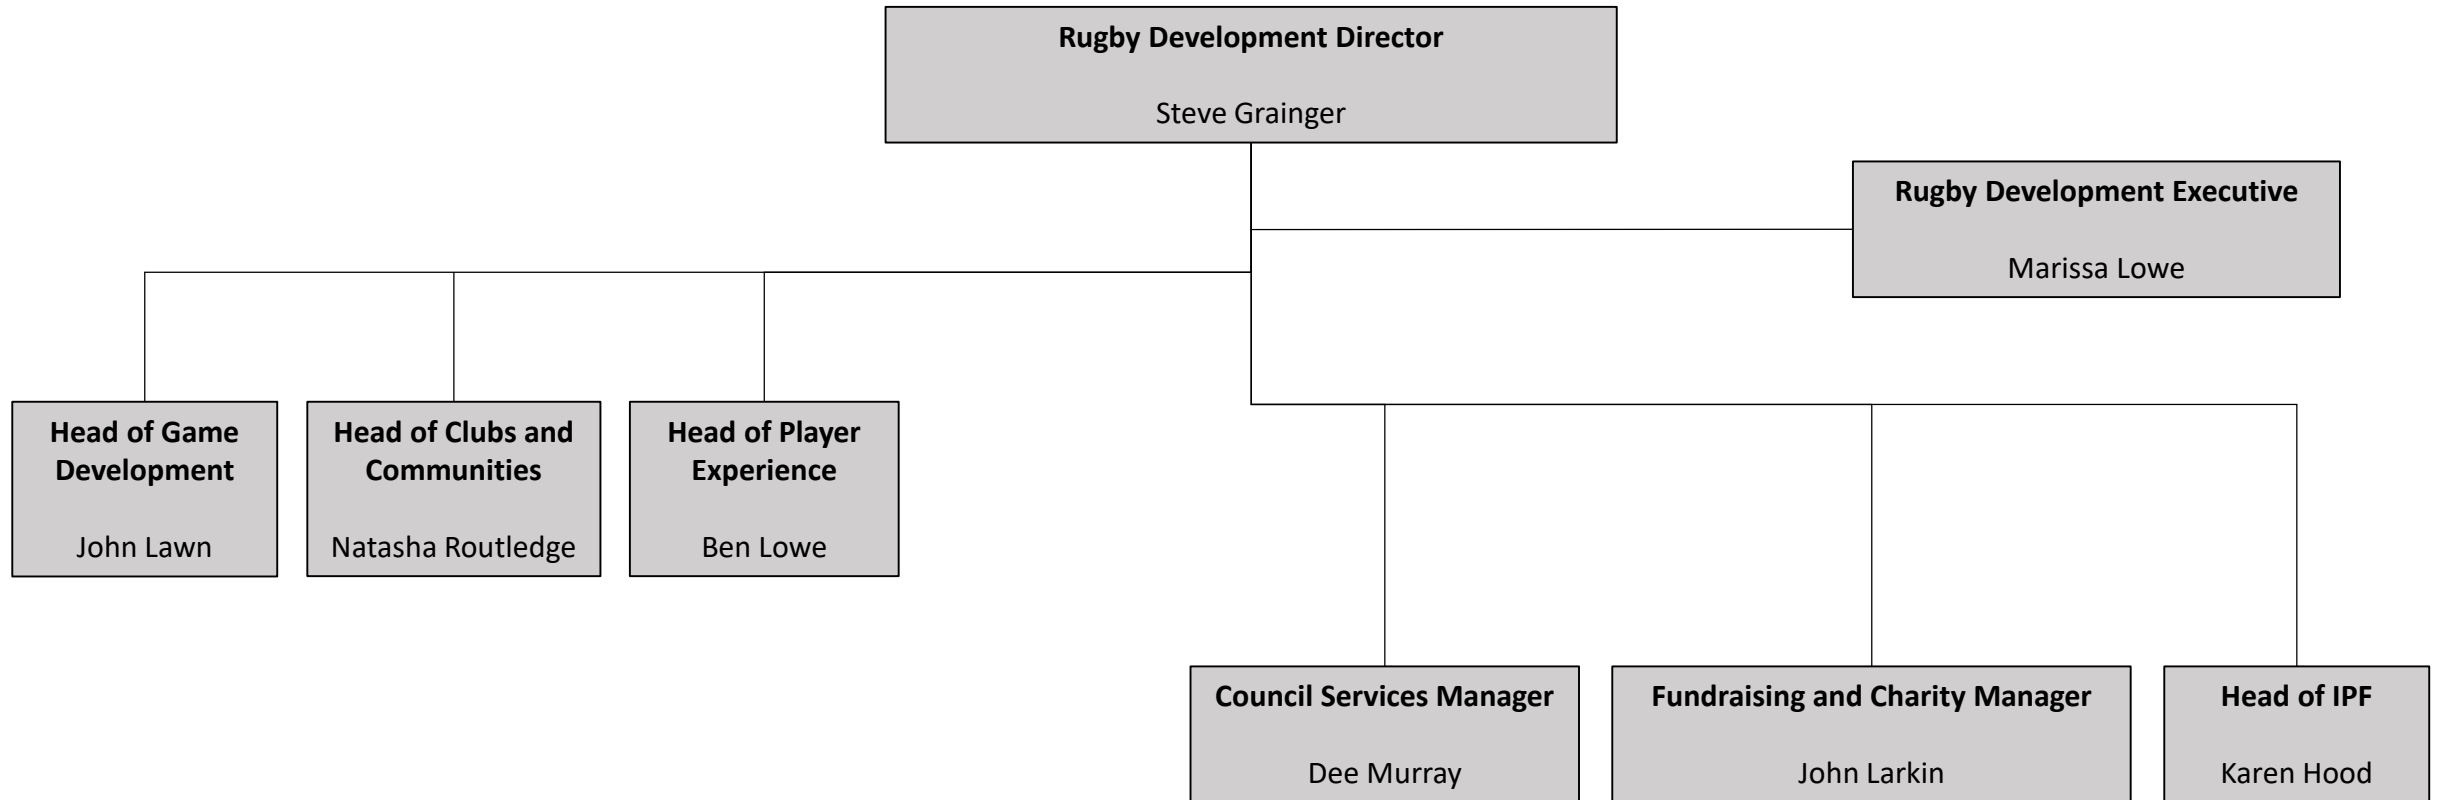 Rugby Development Director
Steve Grainger
Rugby Development Executive
Marissa Lowe
Head of Game
Development
John Lawn
Head of Clubs and
Communities
Natasha Routledge
Head of Player
Experience
Ben Lowe
Council Services Manager
Dee Murray
Fundraising and Charity Manager
John Larkin
Head of IPF
Karen Hood